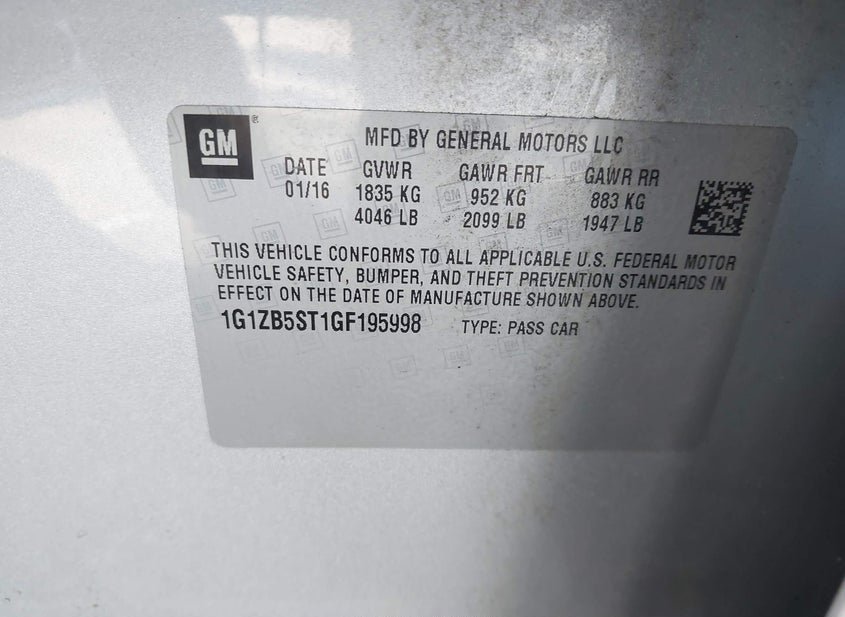 GM ®
MFD BY GENERAL MOTORS LLC
DATE GVWR GAWR FRT GAWR RR
01/16 1835 KG 952 KG 883 KG
4046 LB 2099 LB 1947 LB
THIS VEHICLE CONFORMS TO ALL APPLICABLE U.S. FEDERAL MOTOR
VEHICLE SAFETY, BUMPER, AND THEFT PREVENTION STANDARDS IN
EFFECT ON THE DATE OF MANUFACTURE SHOWN ABOVE.
1G1ZB5ST1GF195998 TYPE: PASS CAR